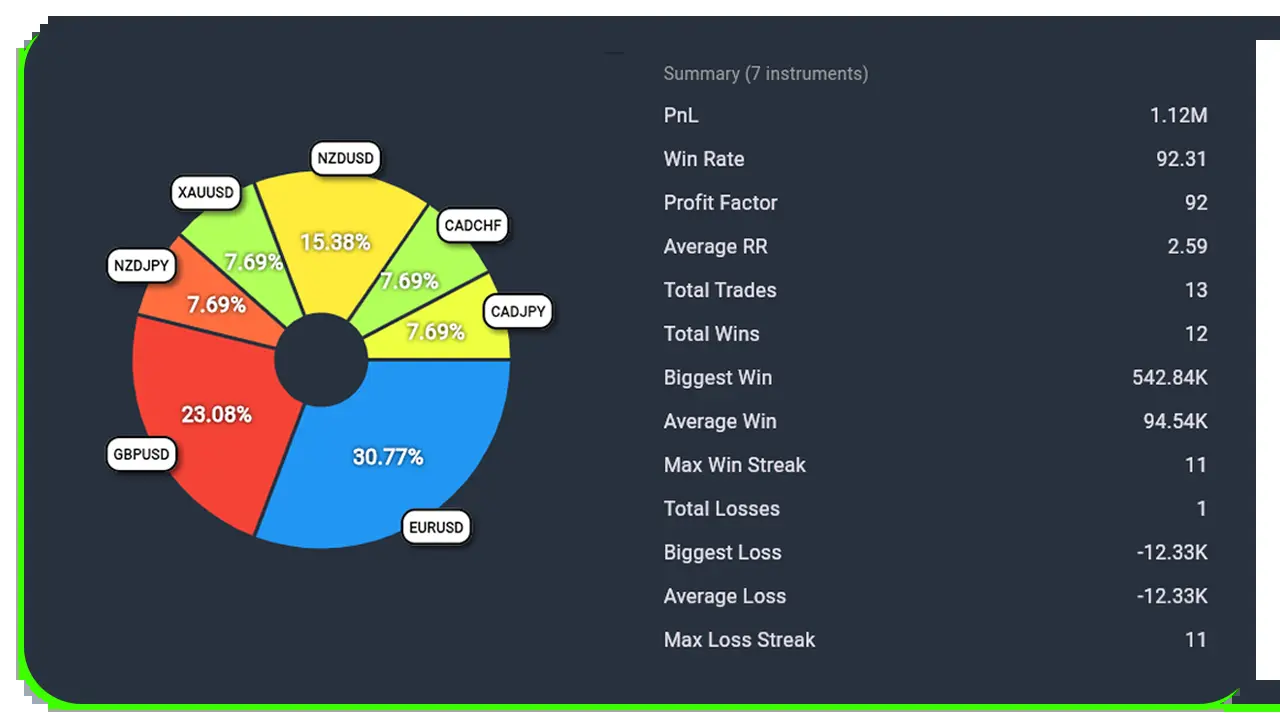 NZDUSD
XAUUSD
CADCHF
15.38%
7.69%
NZDJPY
7.69%
7.69%
CADJPY
7.69%
23.08%
GBPUSD
30.77%
EURUSD
Summary (7 instruments)
PnL 1.12M
Win Rate 92.31
Profit Factor 92
Average RR 2.59
Total Trades 13
Total Wins 12
Biggest Win 542.84K
Average Win 94.54K
Max Win Streak 11
Total Losses 1
Biggest Loss -12.33K
Average Loss -12.33K
Max Loss Streak 11